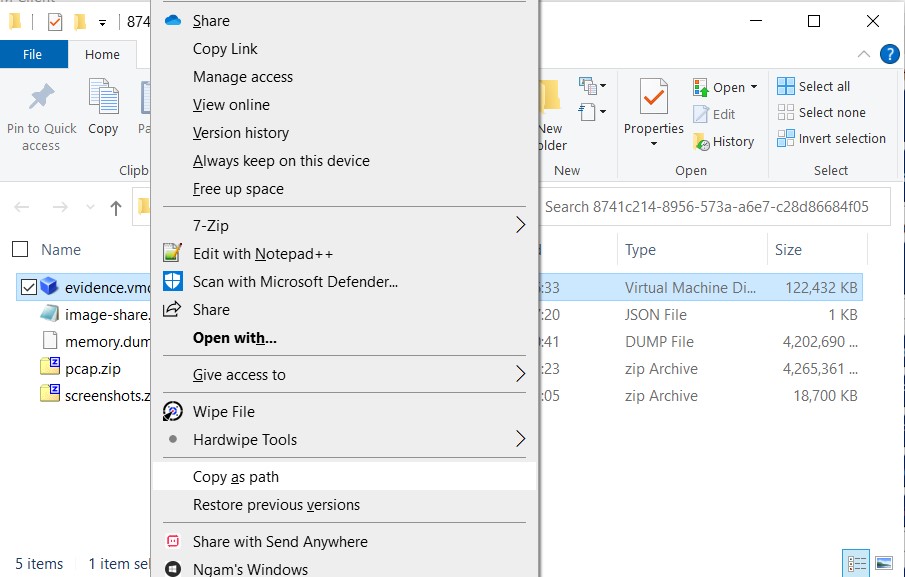 874
File
Home
Pin to Quick
access
Copy
Clipb
Share
Copy Link
Manage access
View online
Version history
Always keep on this device
Free up space
7-Zip
Edit with Notepad++
Scan with Microsoft Defender...
Share
Open with...
Give access to
Wipe File
Hardwipe Tools
Copy as path
Restore previous versions
Share with Send Anywhere
Ngam's Windows
New
older
New
Properties
Open
Edit
History
Open
Select all
Select none
Invert selection
Select
Search 8741c214-8956-573a-a6e7-c28d86684f05
Name
Type
Size
evidence.vmd
:33
Virtual Machine Di...
122,432 KB
image-share.
:20
JSON File
1 KB
memory.dum
:41
DUMP File
4,202,690 ...
pcap.zip
:23
zip Archive
4,265,361 ...
screenshots.z
:05
zip Archive
18,700 KB
5 items
1 item sel